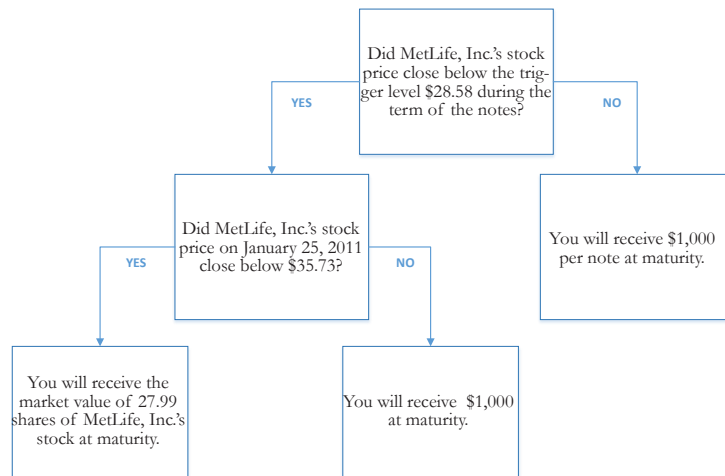 Did MetLife, Inc.'s stock
price close below the trig-
ger level $28.58 during the
term of the notes?
YES
NO
Did MetLife, Inc.'s stock
price on January 25, 2011
close below $35.73?
You will receive $1,000
per note at maturity.
YES
NO
You will receive the
market value of 27.99
shares of MetLife, Inc.'s
stock at maturity.
You will receive $1,000
at maturity.